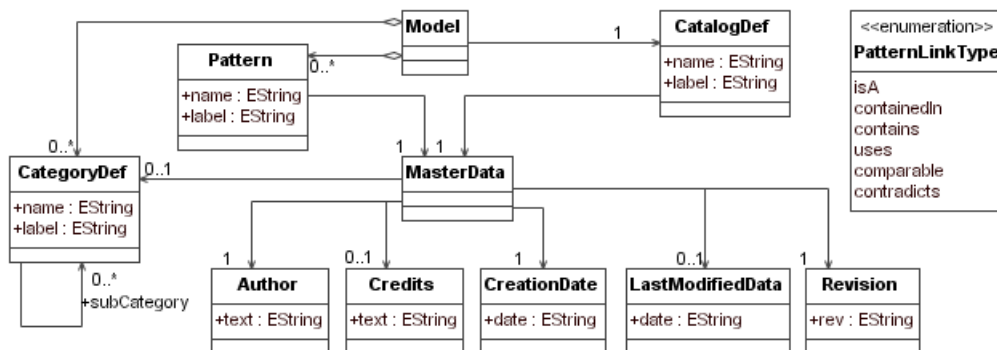 Model
CatalogDef
+name : EString
+label : EString
1
<<enumeration>>
PatternLinkType
isA
containedIn
contains
uses
comparable
contradicts
Pattern
+name : EString
+label : EString
0..*
0..*
1
1
CategoryDef
+name : EString
+label : EString
0..1
MasterData
0..*
+subCategory
1
Author
+text : EString
0..1
Credits
+text : EString
1
CreationDate
+date : EString
0..1
LastModifiedData
+date : EString
1
Revision
+rev : EString